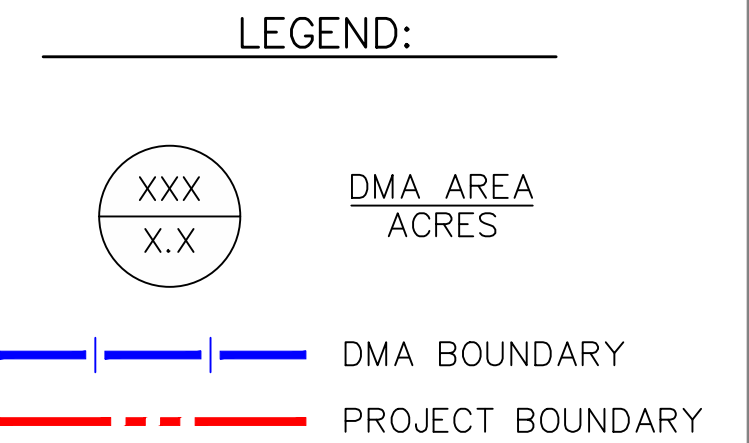 LEGEND:
XXX
X.X
DMA AREA
ACRES
DMA BOUNDARY
PROJECT BOUNDARY